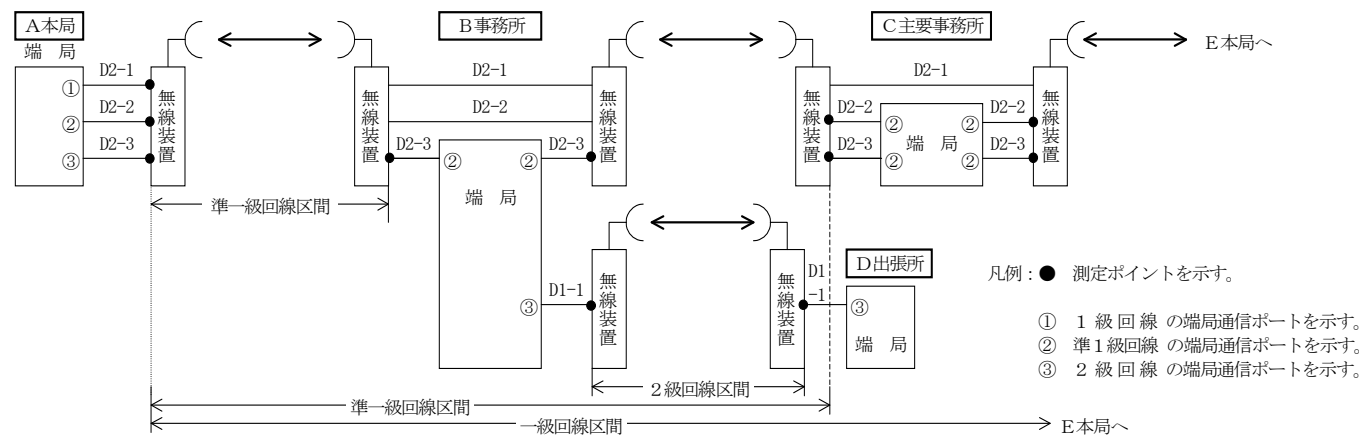 A本局
B事務所
C主要事務所
端 局
E本局へ
D2-1
D2-1
D2-1
①
無線装置
無線装置
無線装置
無線装置
無線装置
D2-2
D2-2
D2-2
D2-2
②
②
②
D2-3
D2-3
D2-3
D2-3
D2-3
③
②
②
②
端 局
②
端 局
準一級回線区間
D出張所
D1-1
無線装置
無線装置
D1
-1
③
③
端 局
凡例：● 測定ポイントを示す。
① １級回線 の端局通信ポートを示す。
② 準１級回線 の端局通信ポートを示す。
③ ２級回線 の端局通信ポートを示す。
２級回線区間
準一級回線区間
一級回線区間
E本局へ